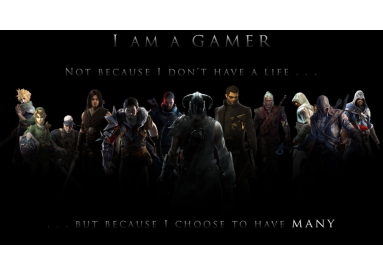 I AM A GAMER
NOT BECAUSE I DON'T HAVE A LIFE . . .
. . . BUT BECAUSE I CHOOSE TO HAVE MANY